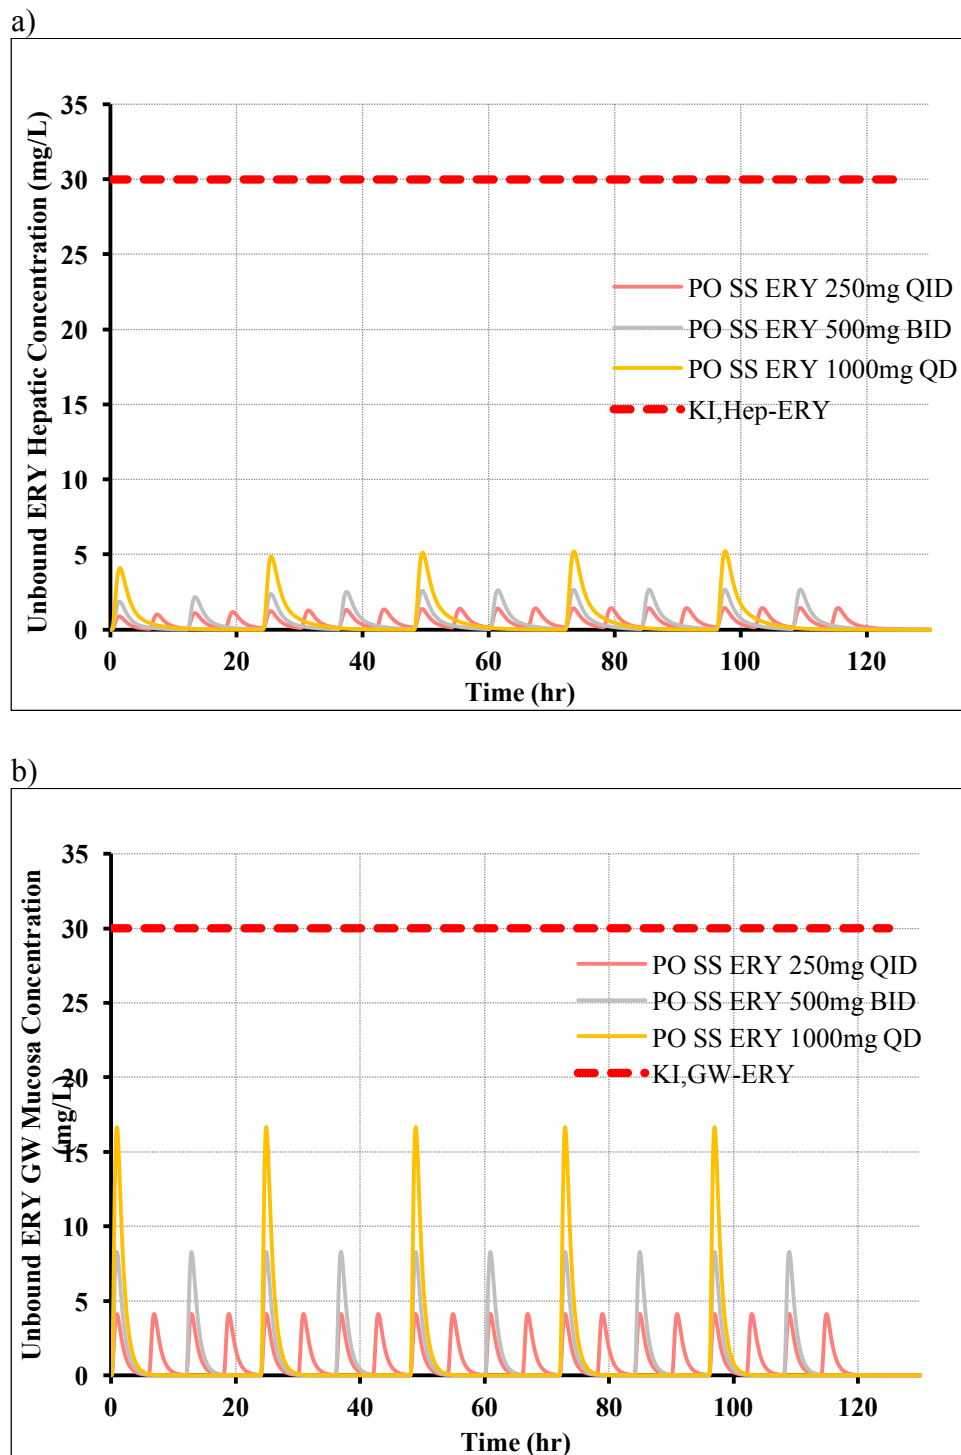 a)
Unbound ERY Hepatic Concentration (mg/L)
35
30
25
20
15
10
5
0
PO SS ERY 250mg QID
PO SS ERY 500mg BID
PO SS ERY 1000mg QD
KI,Hep-ERY
0 20 40 60 80 100 120
Time (hr)
b)
Unbound ERY GW Mucosa Concentration
(mg/L)
35
30
25
20
15
10
5
0
PO SS ERY 250mg QID
PO SS ERY 500mg BID
PO SS ERY 1000mg QD
KI,GW-ERY
0 20 40 60 80 100 120
Time (hr)